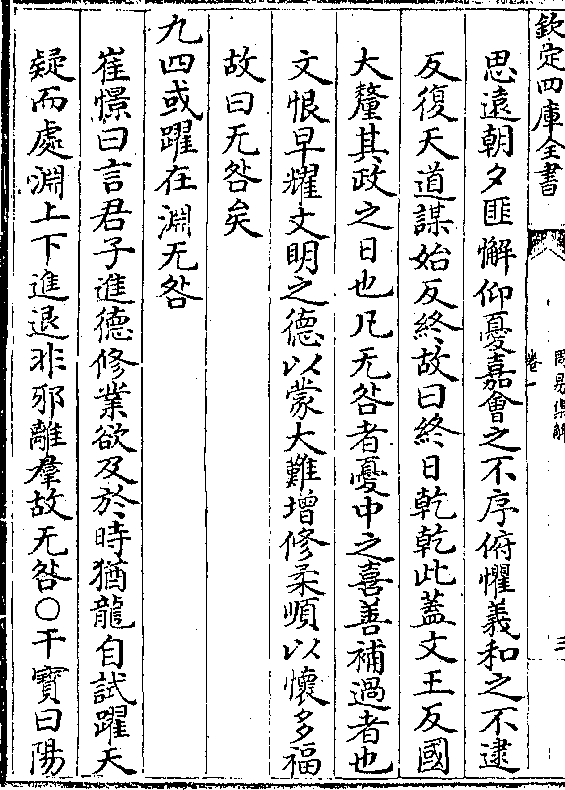 欽定四庫全書
周易集解
卷一
三
思遠朝夕匪懈仰憂嘉會之不序俯懼義和之不逮
反復天道謀始反終故曰終日乾乾此蓋文王反國
大釐其政之日也凡无咎者憂中之喜善補過者也
文恨早耀文明之德以蒙大難增修柔順以懷多福
故曰无咎矣
九四或躍在淵无咎
崔憬曰言君子進德修業欲及於時猶龍自試躍天
疑而處淵上下進退非邪離羣故无咎○干寶曰陽